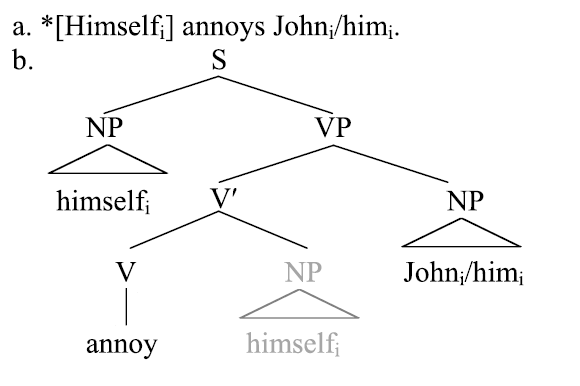 a. *[Himselfᵢ] annoys Johnᵢ/himᵢ.
b.
S
NP VP
himselfᵢ V′ NP
V NP Johnᵢ/himᵢ
annoy himselfᵢ